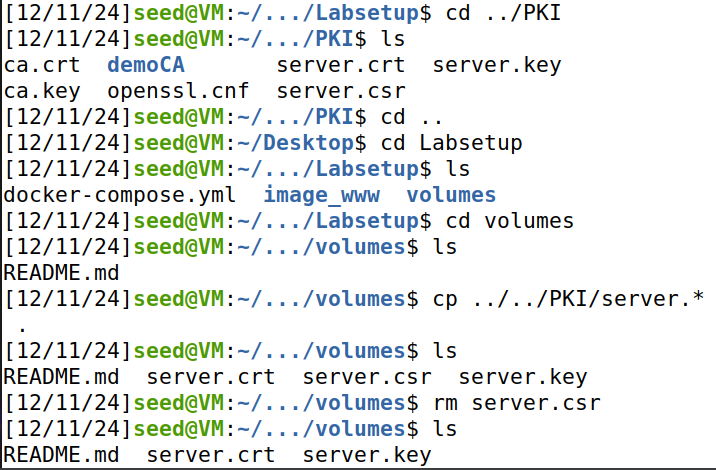 [12/11/24]seed@VM:~/.../Labsetup$ cd ../PKI
[12/11/24]seed@VM:~/.../PKI$ ls
ca.crt  demoCA       server.crt  server.key
ca.key  openssl.cnf  server.csr
[12/11/24]seed@VM:~/.../PKI$ cd ..
[12/11/24]seed@VM:~/Desktop$ cd Labsetup
[12/11/24]seed@VM:~/.../Labsetup$ ls
docker-compose.yml  image_www  volumes
[12/11/24]seed@VM:~/.../Labsetup$ cd volumes
[12/11/24]seed@VM:~/.../volumes$ ls
README.md
[12/11/24]seed@VM:~/.../volumes$ cp ../../PKI/server.*
 .
[12/11/24]seed@VM:~/.../volumes$ ls
README.md  server.crt  server.csr  server.key
[12/11/24]seed@VM:~/.../volumes$ rm server.csr
[12/11/24]seed@VM:~/.../volumes$ ls
README.md  server.crt  server.key